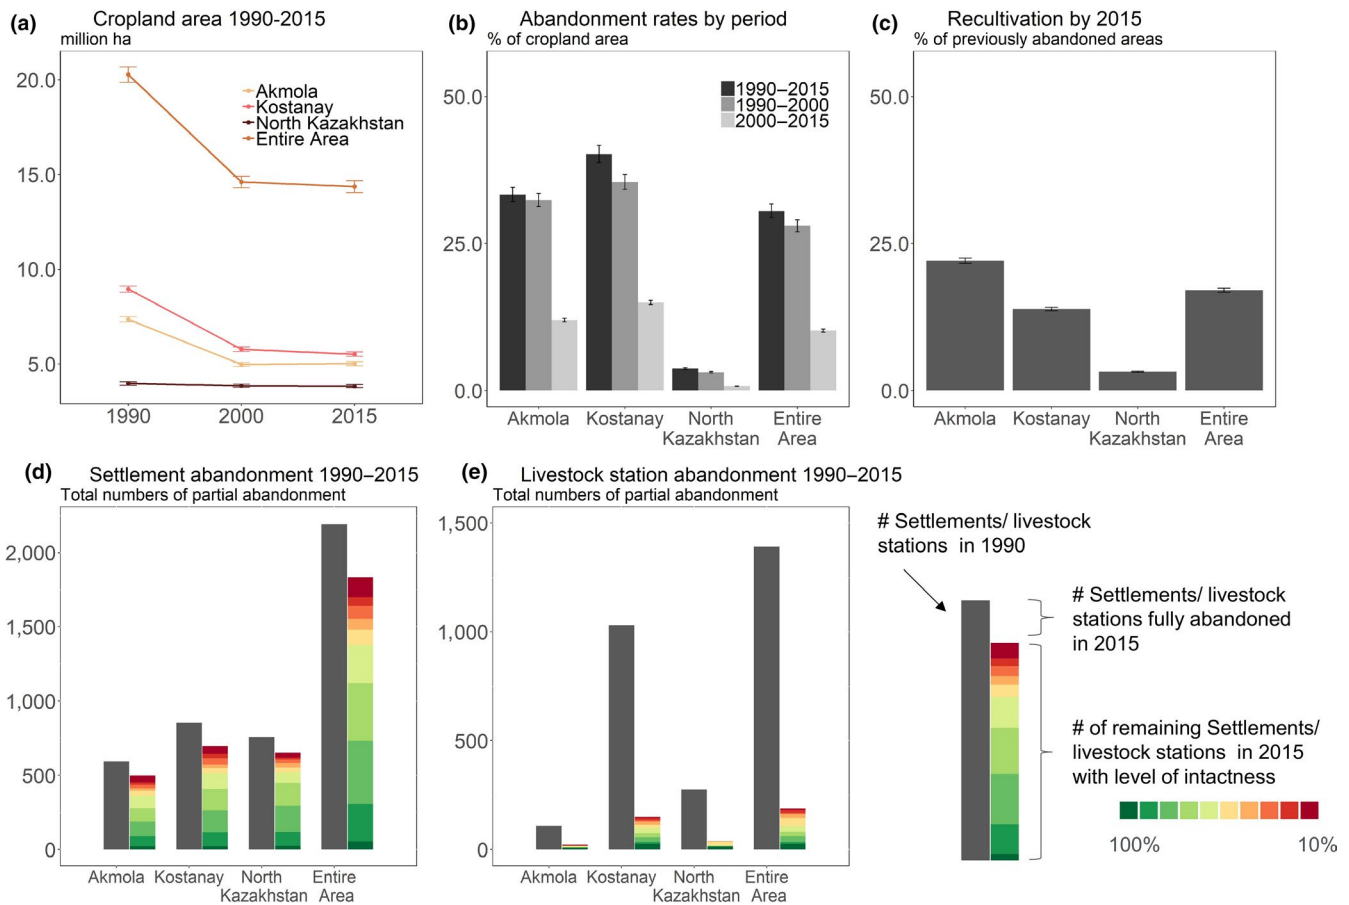 (a) Cropland area 1990-2015
million ha
20.0
15.0
10.0
5.0
Akmola
Kostanay
North Kazakhstan
Entire Area
1990 2000 2015
(b) Abandonment rates by period
% of cropland area
50.0
25.0
0.0
1990–2015
1990–2000
2000–2015
Akmola Kostanay North Entire
Kazakhstan Area
(c) Recultivation by 2015
% of previously abandoned areas
50.0
25.0
0.0
Akmola Kostanay North Entire
Kazakhstan Area
(d) Settlement abandonment 1990–2015
Total numbers of partial abandonment
2,000
1,500
1,000
500
0
Akmola Kostanay North Entire
Kazakhstan Area
(e) Livestock station abandonment 1990–2015
Total numbers of partial abandonment
1,500
1,000
500
0
Akmola Kostanay North Entire
Kazakhstan Area
# Settlements/ livestock
stations in 1990
# Settlements/ livestock
stations fully abandoned
in 2015
# of remaining Settlements/
livestock stations in 2015
with level of intactness
100% 10%